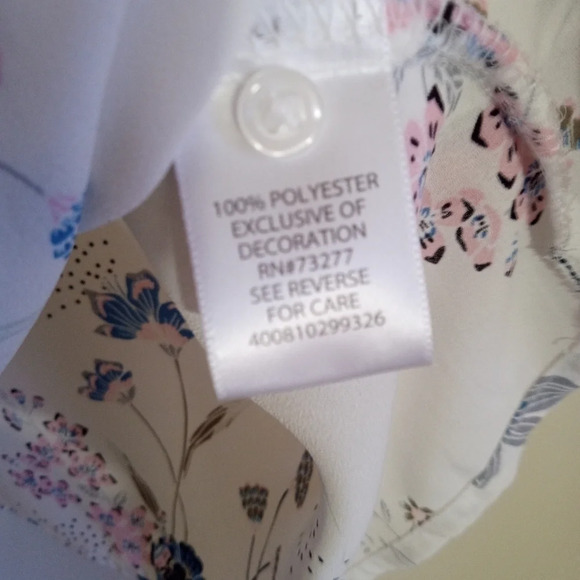 100% POLYESTER
EXCLUSIVE OF
DECORATION
RN#73277
SEE REVERSE
FOR CARE
400810299326